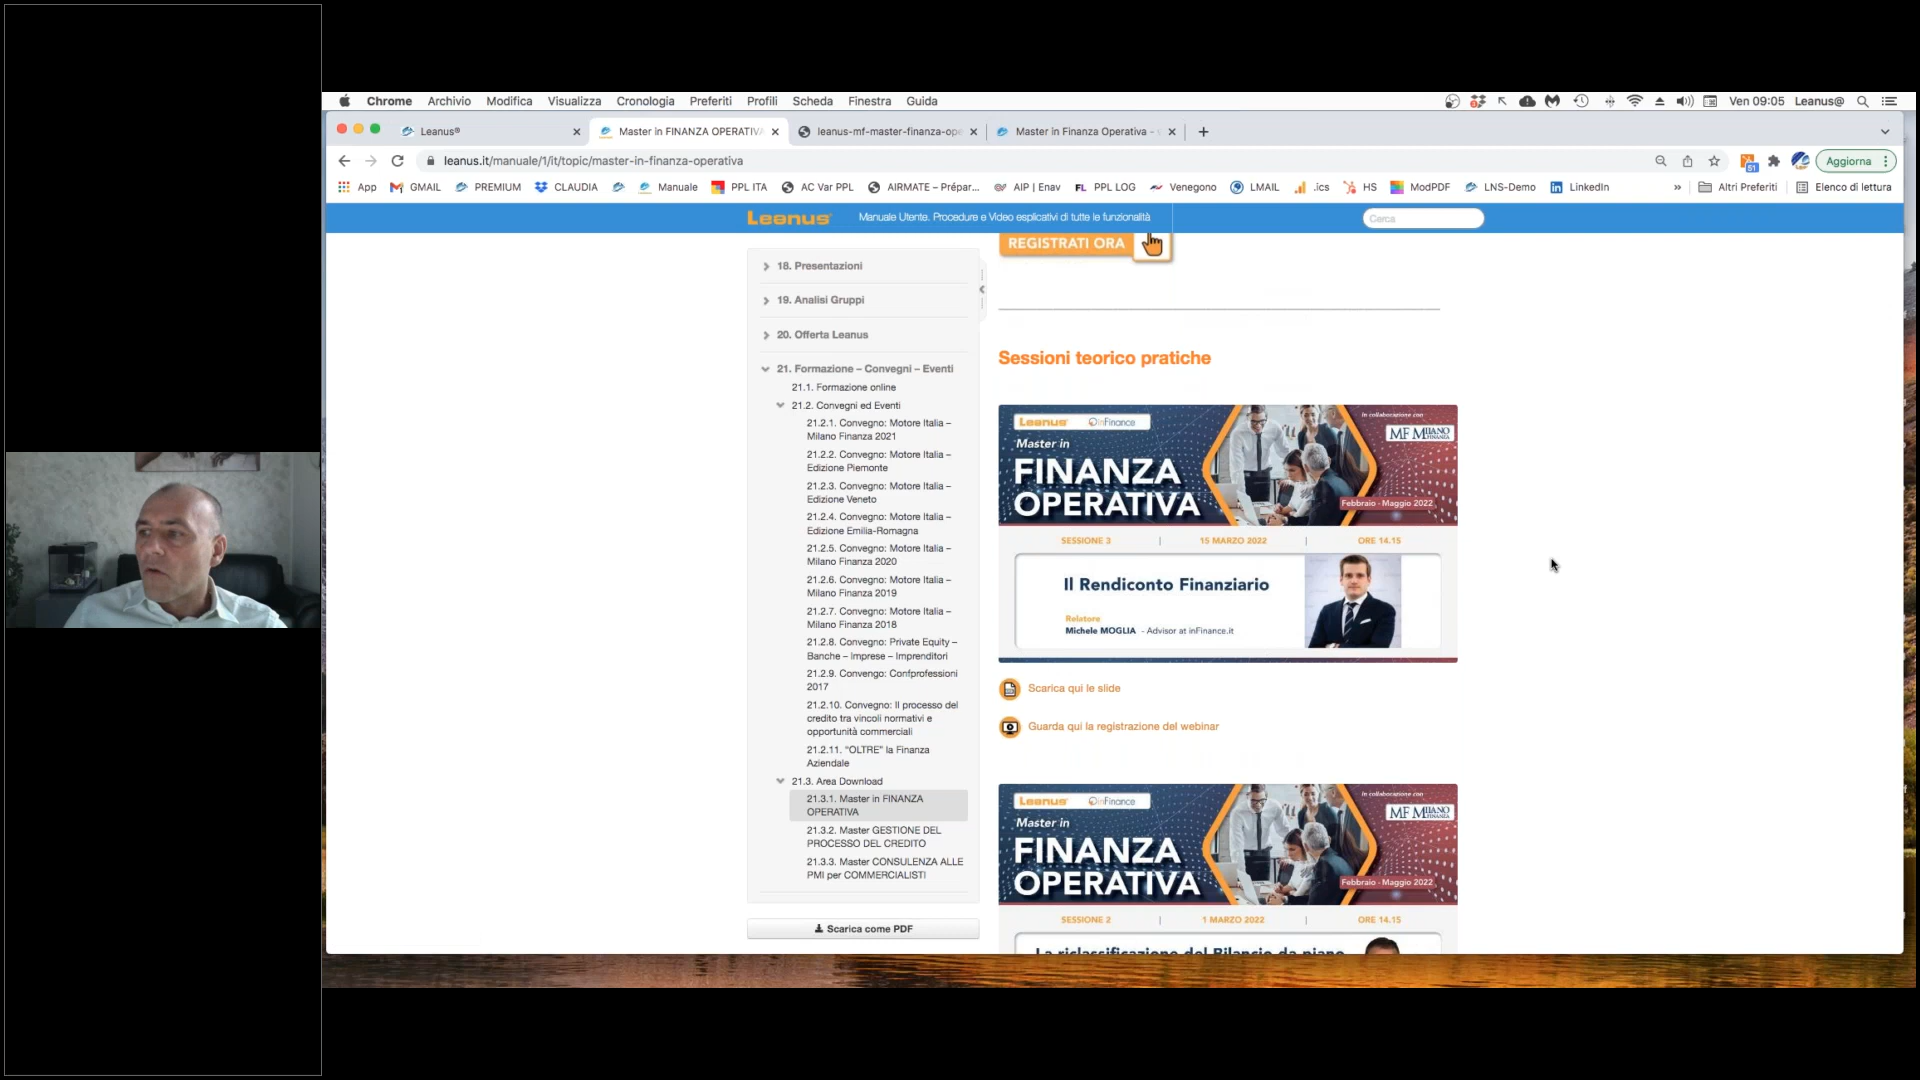 Chrome Archivio Modifica Visualizza Cronologia Preferiti Profili Scheda Finestra Guida
Ven 09:05 Leanus@
Leanus®
Master in FINANZA OPERATIVA
leanus-mf-master-finanza-ope
Master in Finanza Operativa -
leanus.it/manuale/1/it/topic/master-in-finanza-operativa
Aggiorna
App GMAIL PREMIUM CLAUDIA Manuale PPL ITA AC Var PPL AIRMATE – Prépar... AIP | Enav PPL LOG Venegono LMAIL .ics HS ModPDF LNS-Demo LinkedIn » Altri Preferiti Elenco di lettura
Leanus® Manuale Utente. Procedure e Video esplicativi di tutte le funzionalità
Cerca
18. Presentazioni
19. Analisi Gruppi
20. Offerta Leanus
21. Formazione – Convegni – Eventi
21.1. Formazione online
21.2. Convegni ed Eventi
21.2.1. Convegno: Motore Italia –
Milano Finanza 2021
21.2.2. Convegno: Motore Italia –
Edizione Piemonte
21.2.3. Convegno: Motore Italia –
Edizione Veneto
21.2.4. Convegno: Motore Italia –
Edizione Emilia-Romagna
21.2.5. Convegno: Motore Italia –
Milano Finanza 2020
21.2.6. Convegno: Motore Italia –
Milano Finanza 2019
21.2.7. Convegno: Motore Italia –
Milano Finanza 2018
21.2.8. Convegno: Private Equity –
Banche – Imprese – Imprenditori
21.2.9. Convengo: Confprofessioni
2017
21.2.10. Convegno: Il processo del
credito tra vincoli normativi e
opportunità commerciali
21.2.11. "OLTRE" la Finanza
Aziendale
21.3. Area Download
21.3.1. Master in FINANZA
OPERATIVA
21.3.2. Master GESTIONE DEL
PROCESSO DEL CREDITO
21.3.3. Master CONSULENZA ALLE
PMI per COMMERCIALISTI
Scarica come PDF
REGISTRATI ORA
Sessioni teorico pratiche
Leanus® inFinance
In collaborazione con
MF MILANO FINANZA
Master in
FINANZA
OPERATIVA
Febbraio - Maggio 2022
SESSIONE 3 | 15 MARZO 2022 | ORE 14.15
Il Rendiconto Finanziario
Relatore
Michele MOGLIA - Advisor at inFinance.it
Scarica qui le slide
Guarda qui la registrazione del webinar
Leanus® inFinance
In collaborazione con
MF MILANO FINANZA
Master in
FINANZA
OPERATIVA
Febbraio - Maggio 2022
SESSIONE 2 | 1 MARZO 2022 | ORE 14.15
La riclassificazione del Bilancio da piano